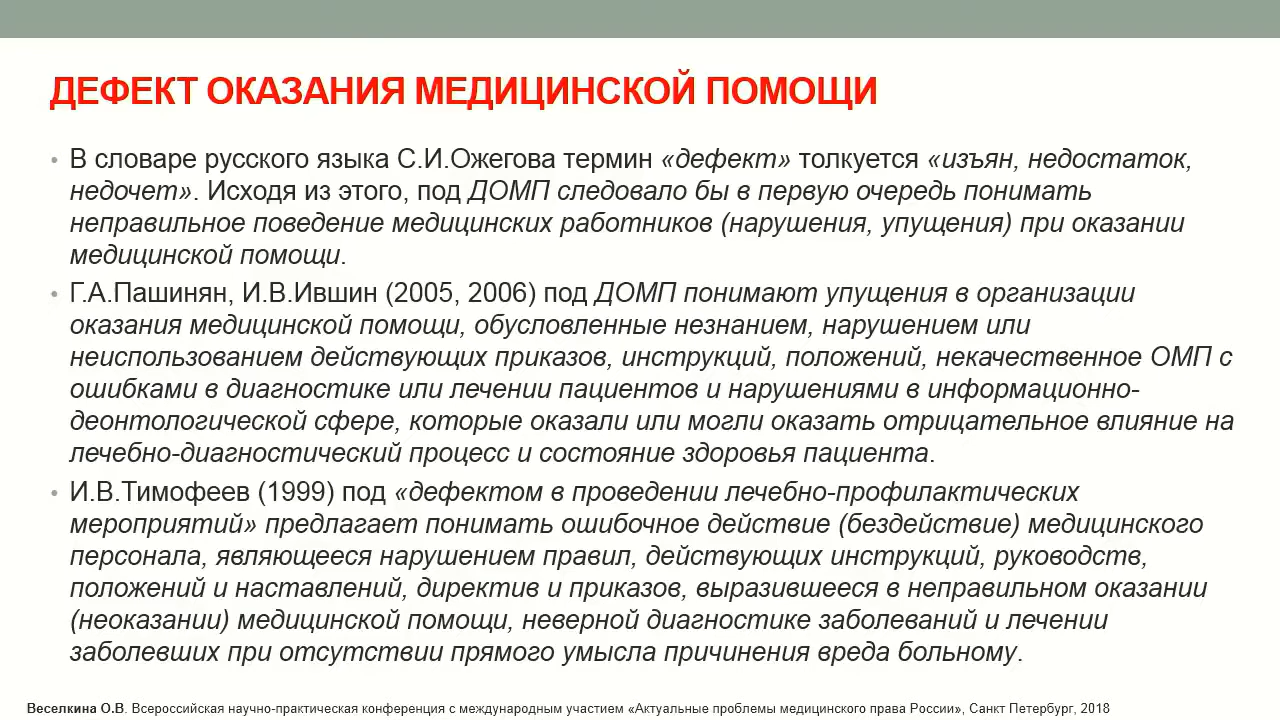 ДЕФЕКТ ОКАЗАНИЯ МЕДИЦИНСКОЙ ПОМОЩИ
• В словаре русского языка С.И.Ожегова термин «дефект» толкуется «изъян, недостаток,
недочет». Исходя из этого, под ДОМП следовало бы в первую очередь понимать
неправильное поведение медицинских работников (нарушения, упущения) при оказании
медицинской помощи.
• Г.А.Пашинян, И.В.Ившин (2005, 2006) под ДОМП понимают упущения в организации
оказания медицинской помощи, обусловленные незнанием, нарушением или
неиспользованием действующих приказов, инструкций, положений, некачественное ОМП с
ошибками в диагностике или лечении пациентов и нарушениями в информационно-
деонтологической сфере, которые оказали или могли оказать отрицательное влияние на
лечебно-диагностический процесс и состояние здоровья пациента.
• И.В.Тимофеев (1999) под «дефектом в проведении лечебно-профилактических
мероприятий» предлагает понимать ошибочное действие (бездействие) медицинского
персонала, являющееся нарушением правил, действующих инструкций, руководств,
положений и наставлений, директив и приказов, выразившееся в неправильном оказании
(неоказании) медицинской помощи, неверной диагностике заболеваний и лечении
заболевших при отсутствии прямого умысла причинения вреда больному.
Веселкина О.В. Всероссийская научно-практическая конференция с международным участием «Актуальные проблемы медицинского права России», Санкт Петербург, 2018